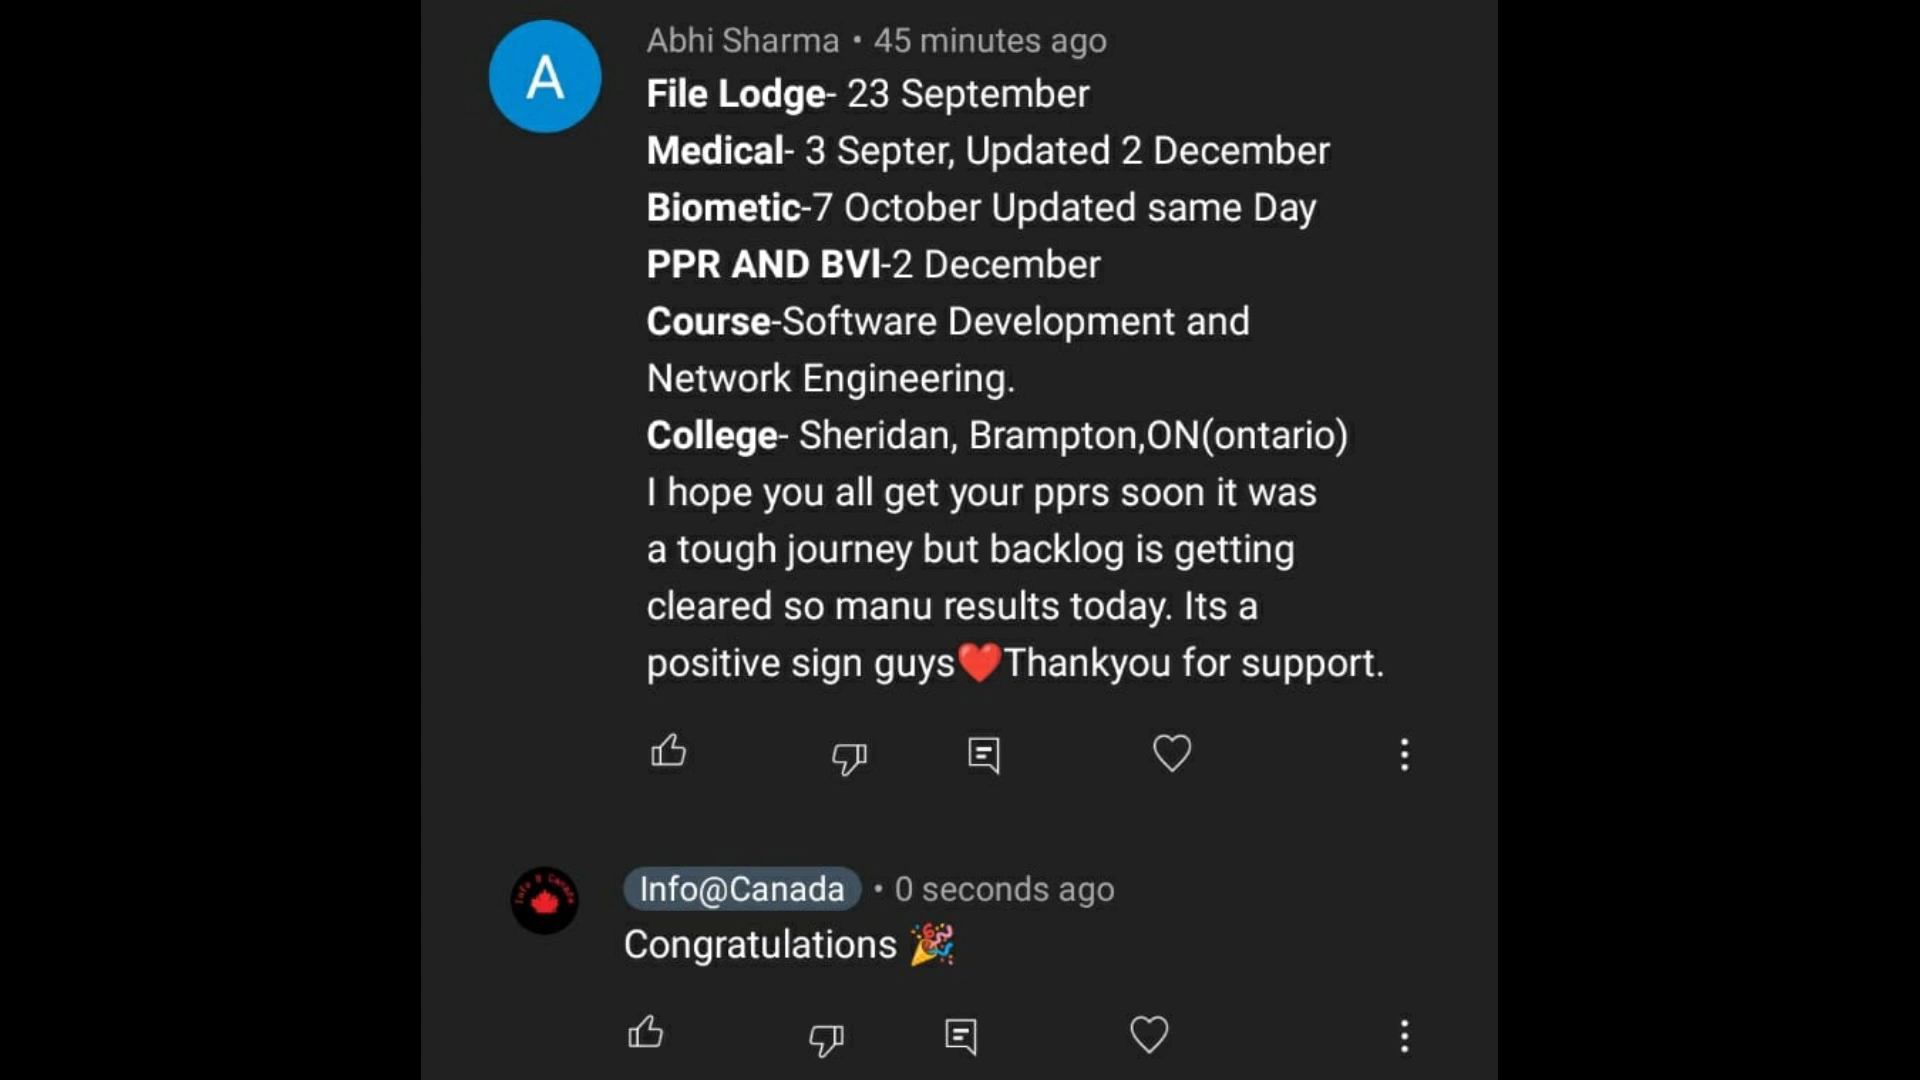 A
Abhi Sharma • 45 minutes ago
File Lodge- 23 September
Medical- 3 Septer, Updated 2 December
Biometic-7 October Updated same Day
PPR AND BVl-2 December
Course-Software Development and
Network Engineering.
College- Sheridan, Brampton,ON(ontario)
I hope you all get your pprs soon it was
a tough journey but backlog is getting
cleared so manu results today. Its a
positive sign guys❤️Thankyou for support.
Info@Canada • 0 seconds ago
Congratulations 🎉